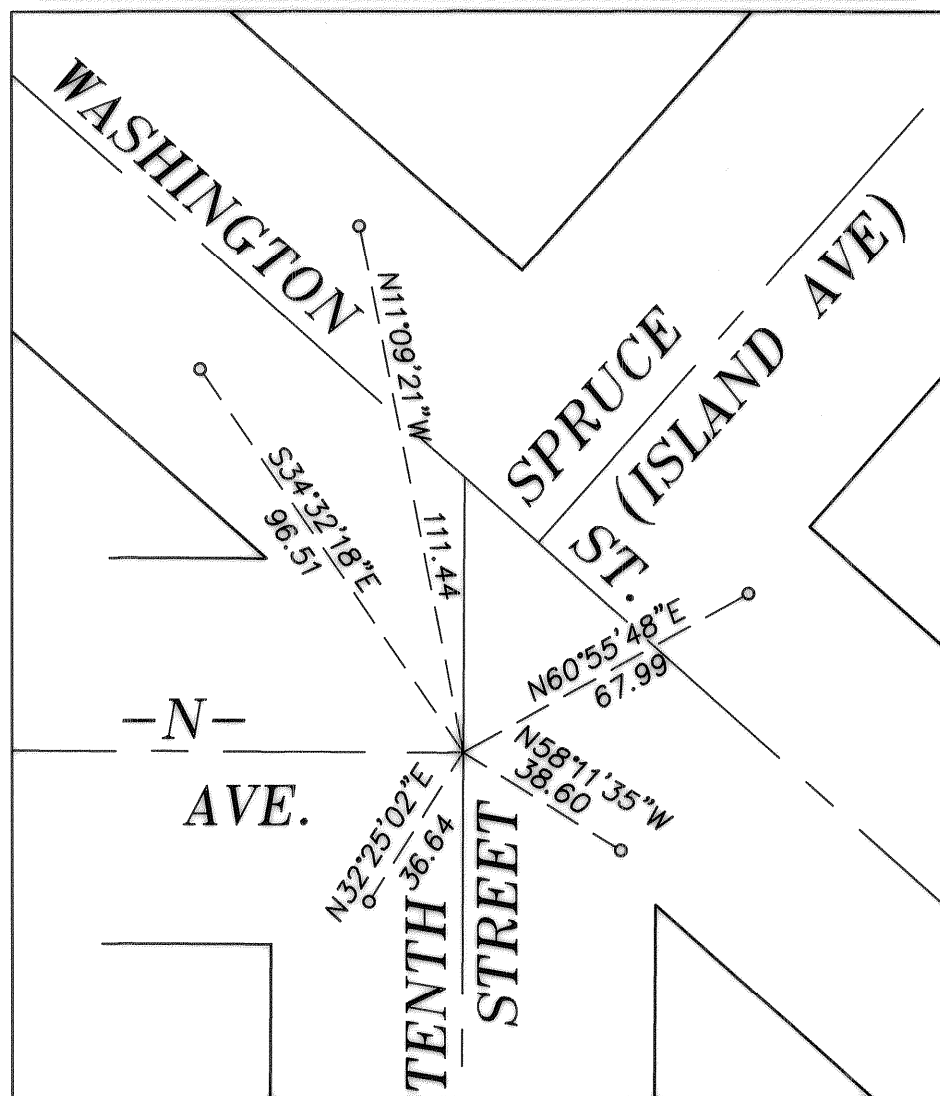 WASHINGTON
N11°09'21"W
111.44
SPRUCE
ST. (ISLAND AVE)
S34°32'18"E
96.51
N60°55'48"E
67.99
-N-
AVE.
N58°11'35"W
38.60
N32°25'02"E
36.64
TENTH
STREET